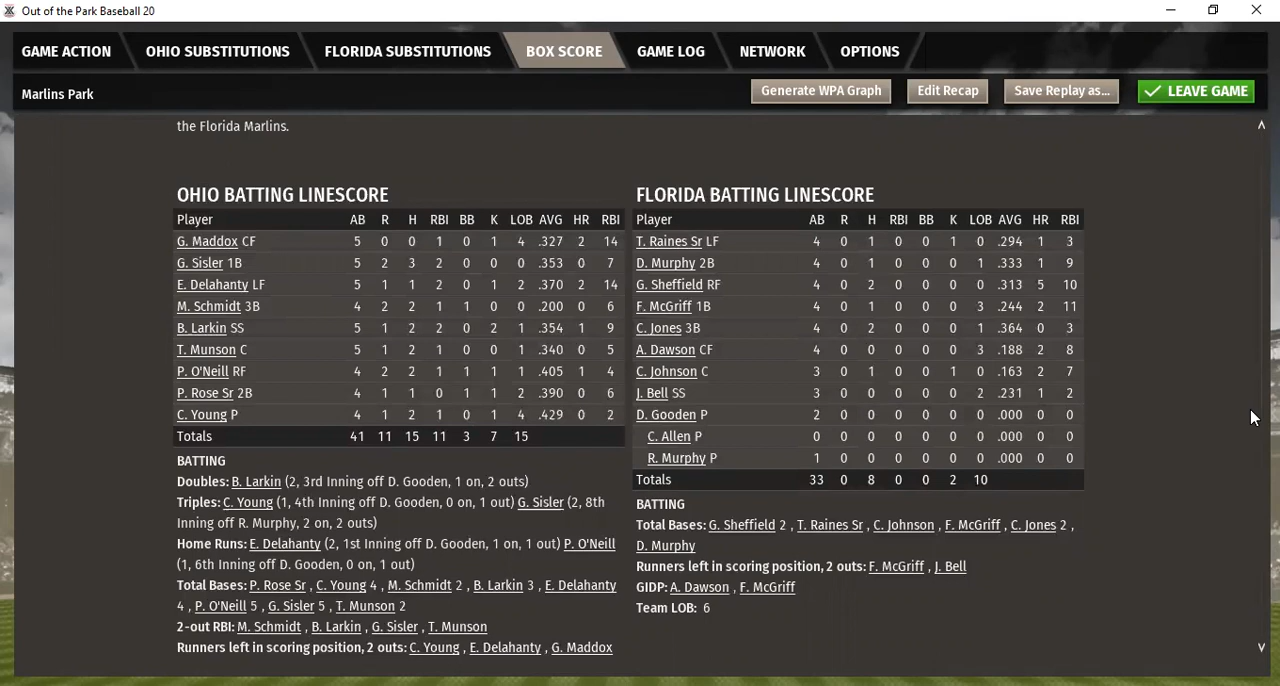 Out of the Park Baseball 20
GAME ACTION OHIO SUBSTITUTIONS FLORIDA SUBSTITUTIONS BOX SCORE GAME LOG NETWORK OPTIONS
Marlins Park Generate WPA Graph Edit Recap Save Replay as... LEAVE GAME
the Florida Marlins.
OHIO BATTING LINESCORE
Player AB R H RBI BB K LOB AVG HR RBI
G. Maddox CF 5 0 0 1 0 1 4 .327 2 14
G. Sisler 1B 5 2 3 2 0 0 0 .353 0 7
E. Delahanty LF 5 1 1 2 0 1 2 .370 2 14
M. Schmidt 3B 4 2 2 1 1 0 0 .200 0 6
B. Larkin SS 5 1 2 2 0 2 1 .354 1 9
T. Munson C 5 1 2 1 0 0 1 .340 0 5
P. O'Neill RF 4 2 2 1 1 1 1 .405 1 4
P. Rose Sr 2B 4 1 1 0 1 1 2 .390 0 6
C. Young P 4 1 2 1 0 1 4 .429 0 2
Totals 41 11 15 11 3 7 15
BATTING
Doubles: B. Larkin (2, 3rd Inning off D. Gooden, 1 on, 2 outs)
Triples: C. Young (1, 4th Inning off D. Gooden, 0 on, 1 out) G. Sisler (2, 8th
Inning off R. Murphy, 2 on, 2 outs)
Home Runs: E. Delahanty (2, 1st Inning off D. Gooden, 1 on, 1 out) P. O'Neill
(1, 6th Inning off D. Gooden, 0 on, 1 out)
Total Bases: P. Rose Sr , C. Young 4 , M. Schmidt 2 , B. Larkin 3 , E. Delahanty
4 , P. O'Neill 5 , G. Sisler 5 , T. Munson 2
2-out RBI: M. Schmidt , B. Larkin , G. Sisler , T. Munson
Runners left in scoring position, 2 outs: C. Young , E. Delahanty , G. Maddox
FLORIDA BATTING LINESCORE
Player AB R H RBI BB K LOB AVG HR RBI
T. Raines Sr LF 4 0 1 0 0 1 0 .294 1 3
D. Murphy 2B 4 0 1 0 0 0 1 .333 1 9
G. Sheffield RF 4 0 2 0 0 0 0 .313 5 10
F. McGriff 1B 4 0 1 0 0 0 3 .244 2 11
C. Jones 3B 4 0 2 0 0 0 1 .364 0 3
A. Dawson CF 4 0 0 0 0 0 3 .188 2 8
C. Johnson C 3 0 1 0 0 1 0 .163 2 7
J. Bell SS 3 0 0 0 0 0 2 .231 1 2
D. Gooden P 2 0 0 0 0 0 0 .000 0 0
C. Allen P 0 0 0 0 0 0 0 .000 0 0
R. Murphy P 1 0 0 0 0 0 0 .000 0 0
Totals 33 0 8 0 0 2 10
BATTING
Total Bases: G. Sheffield 2 , T. Raines Sr , C. Johnson , F. McGriff , C. Jones 2 ,
D. Murphy
Runners left in scoring position, 2 outs: F. McGriff , J. Bell
GIDP: A. Dawson , F. McGriff
Team LOB: 6